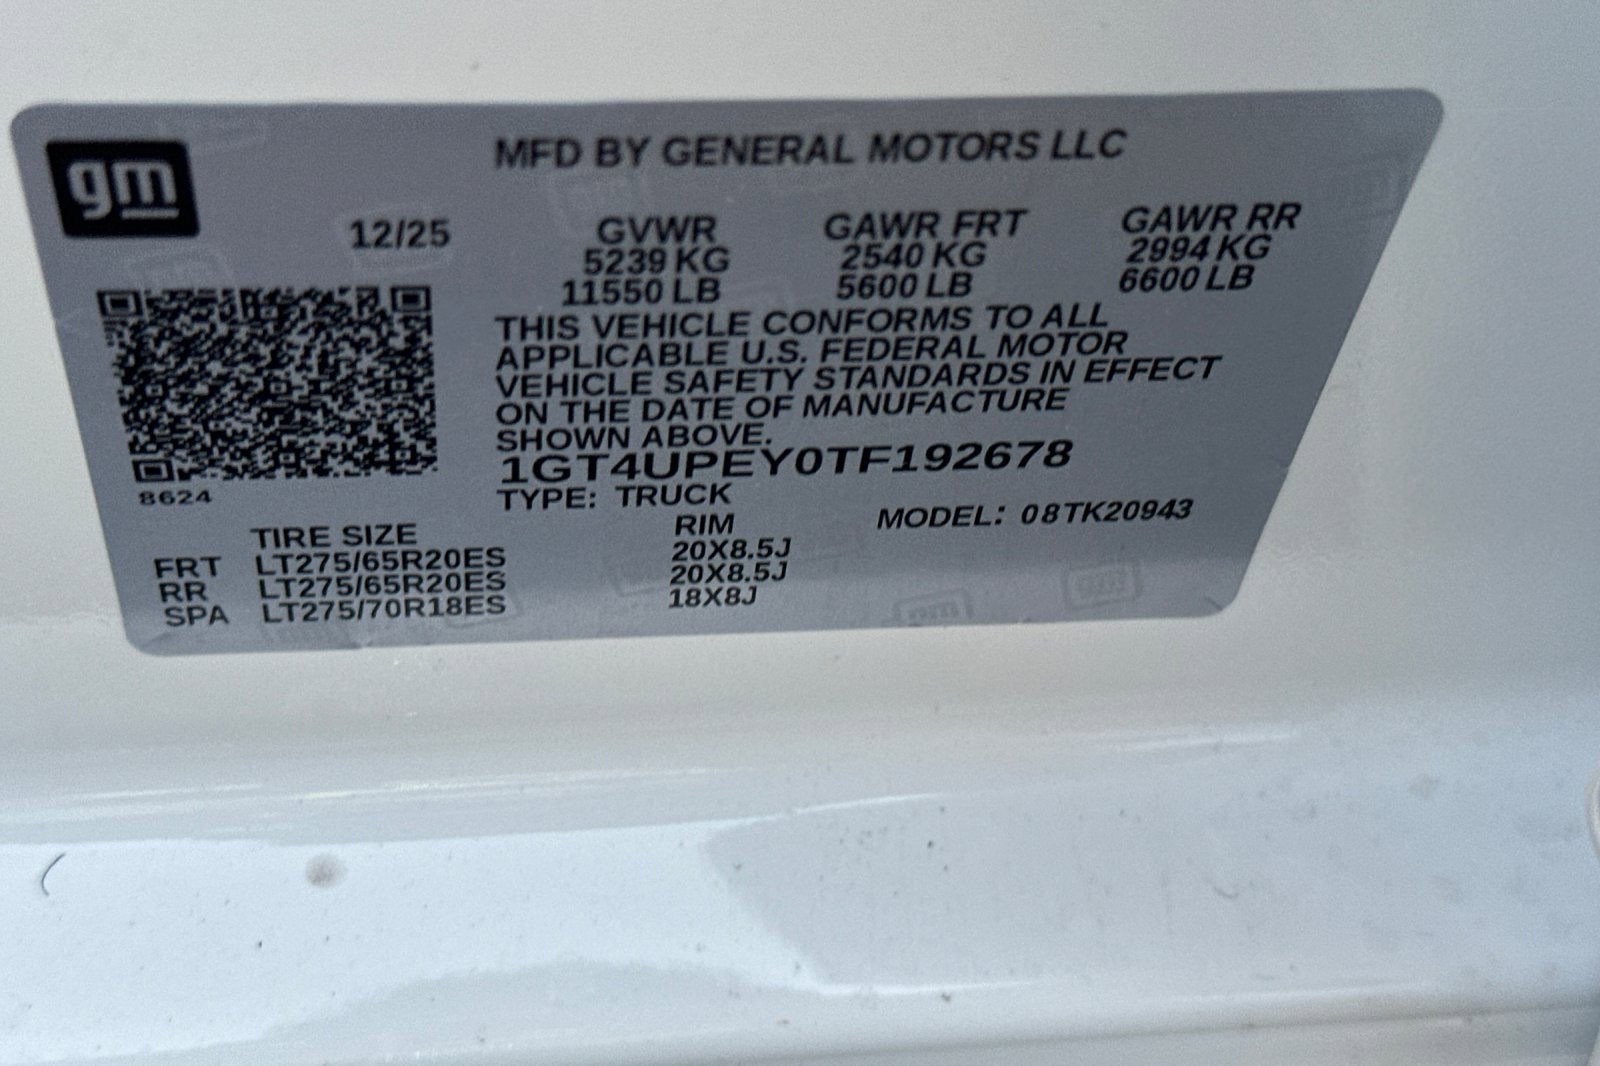 gm
MFD BY GENERAL MOTORS LLC
12/25 GVWR GAWR FRT GAWR RR
5239 KG 2540 KG 2994 KG
11550 LB 5600 LB 6600 LB
THIS VEHICLE CONFORMS TO ALL
APPLICABLE U.S. FEDERAL MOTOR
VEHICLE SAFETY STANDARDS IN EFFECT
ON THE DATE OF MANUFACTURE
SHOWN ABOVE.
1GT4UPEY0TF192678
8624
TYPE: TRUCK MODEL: 08TK20943
TIRE SIZE RIM
FRT LT275/65R20ES 20X8.5J
RR LT275/65R20ES 20X8.5J
SPA LT275/70R18ES 18X8J